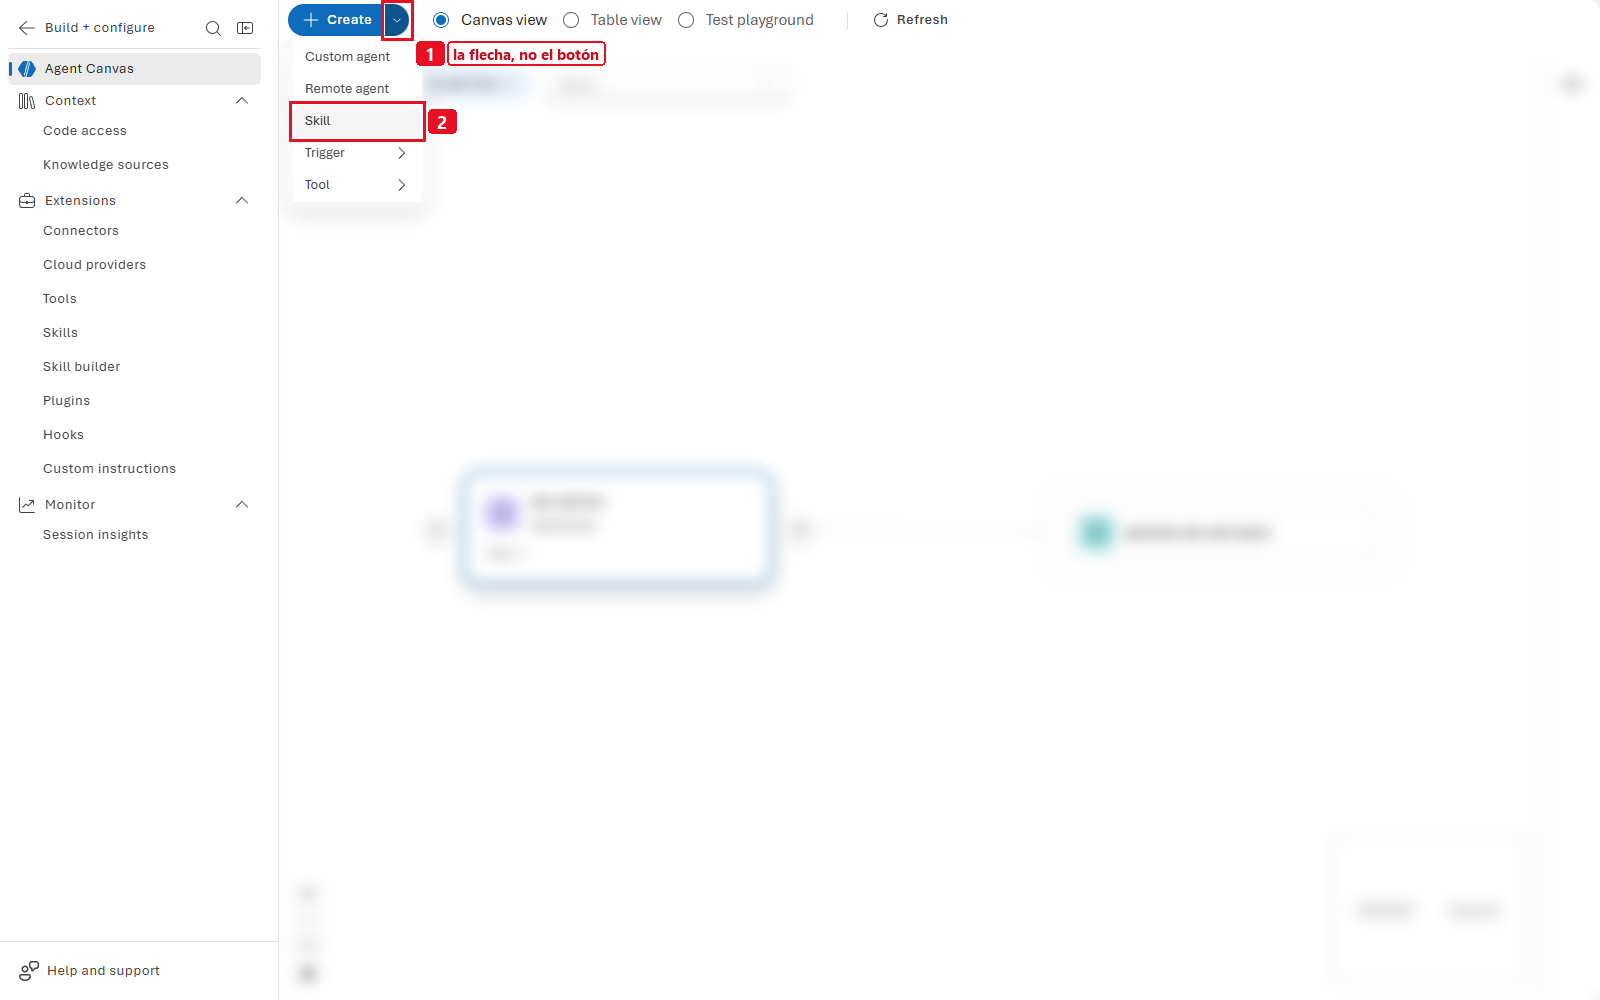 Build + configure
Agent Canvas
Context
Code access
Knowledge sources
Extensions
Connectors
Cloud providers
Tools
Skills
Skill builder
Plugins
Hooks
Custom instructions
Monitor
Session insights
Help and support
Create
Canvas view
Table view
Test playground
Refresh
1 la flecha, no el botón
Custom agent
Remote agent
Skill
2
Trigger
Tool